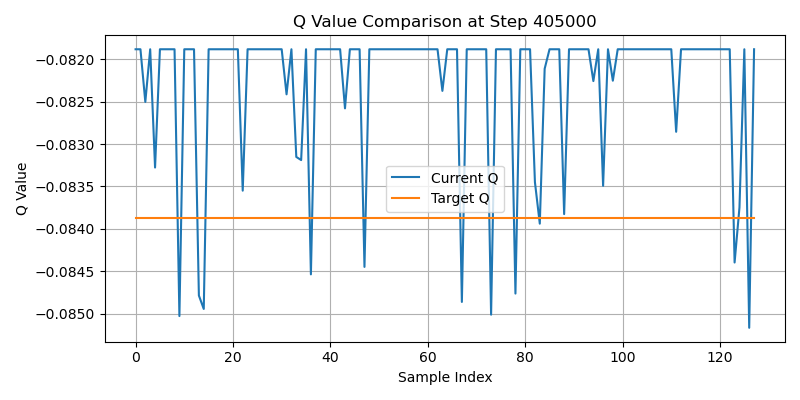 Q Value Comparison at Step 405000
Q Value
−0.0820
−0.0825
−0.0830
−0.0835
−0.0840
−0.0845
−0.0850
Current Q
Target Q
0 20 40 60 80 100 120
Sample Index